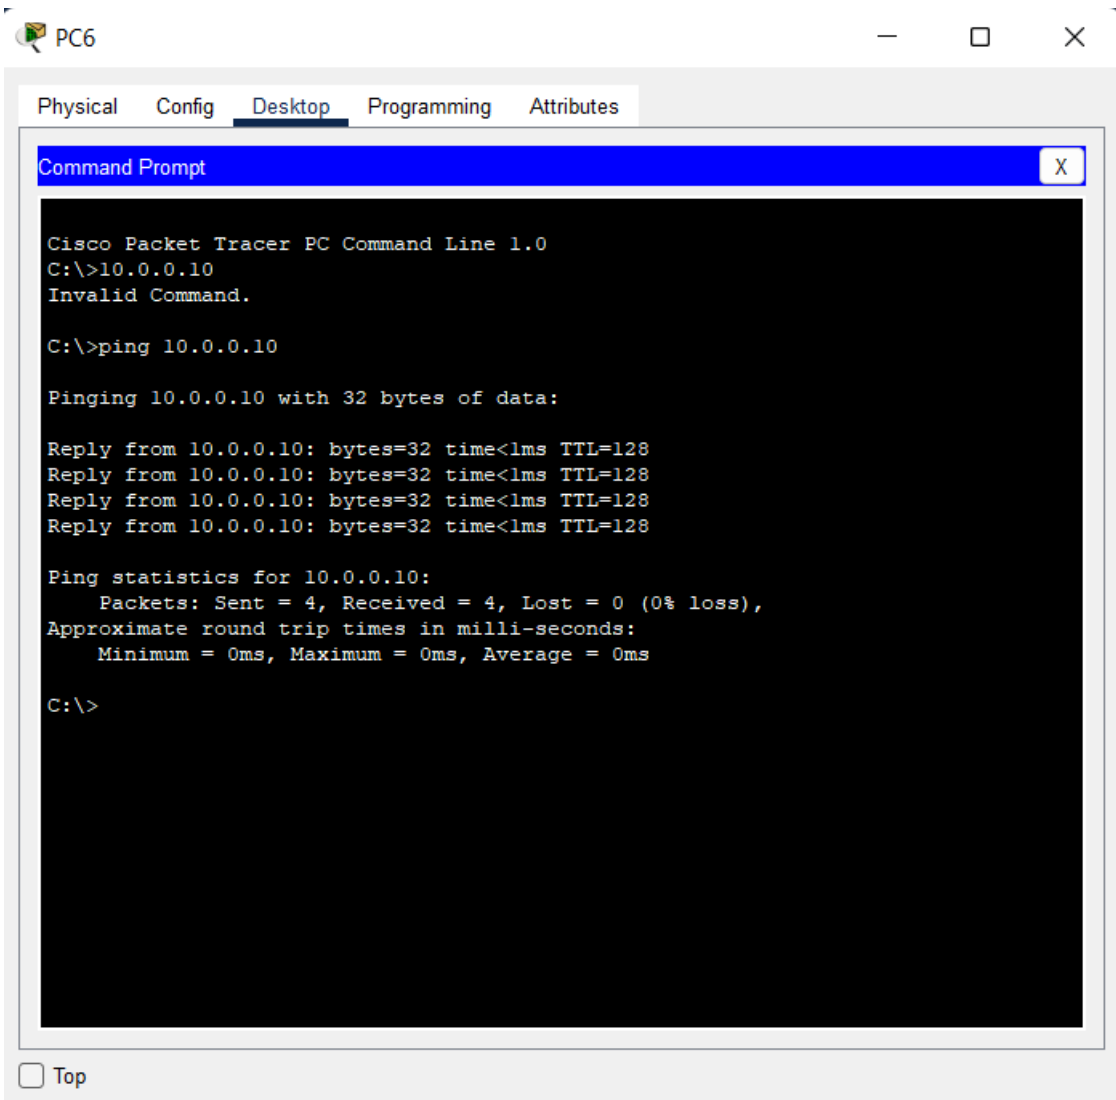 PC6
Physical Config Desktop Programming Attributes
Command Prompt
X
Cisco Packet Tracer PC Command Line 1.0
C:\>10.0.0.10
Invalid Command.
C:\>ping 10.0.0.10
Pinging 10.0.0.10 with 32 bytes of data:
Reply from 10.0.0.10: bytes=32 time<1ms TTL=128
Reply from 10.0.0.10: bytes=32 time<1ms TTL=128
Reply from 10.0.0.10: bytes=32 time<1ms TTL=128
Reply from 10.0.0.10: bytes=32 time<1ms TTL=128
Ping statistics for 10.0.0.10:
Packets: Sent = 4, Received = 4, Lost = 0 (0% loss),
Approximate round trip times in milli-seconds:
Minimum = 0ms, Maximum = 0ms, Average = 0ms
C:\>
Top